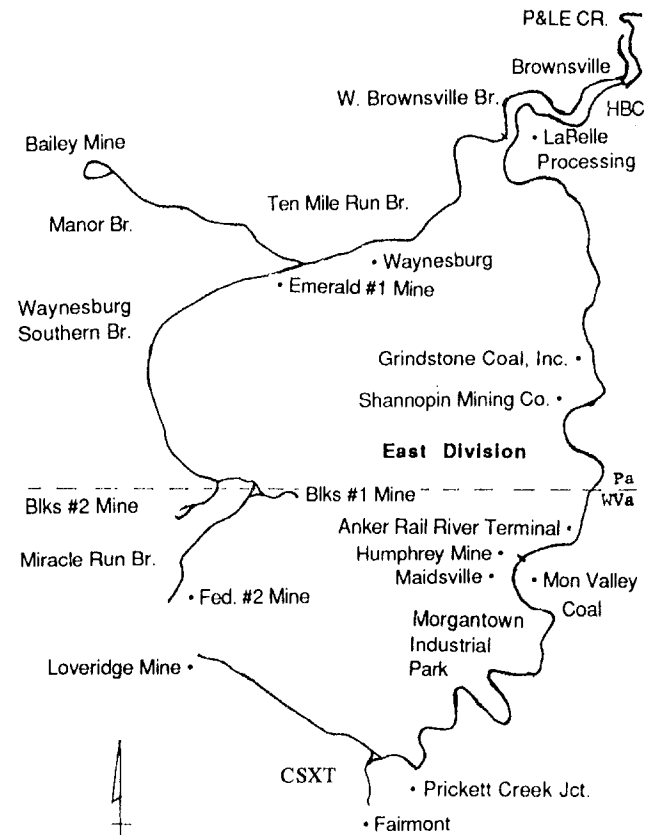 P&LE CR.
Brownsville
W. Brownsville Br.
HBC
• LaBelle
Processing
Bailey Mine
Ten Mile Run Br.
Manor Br.
• Waynesburg
• Emerald #1 Mine
Waynesburg
Southern Br.
Grindstone Coal, Inc. •
Shannopin Mining Co. •
East Division
Pa
WVa
Blks #1 Mine
Blks #2 Mine
Anker Rail River Terminal •
Humphrey Mine •
Miracle Run Br.
Maidsville •
• Mon Valley
Coal
• Fed. #2 Mine
Morgantown
Industrial
Park
Loveridge Mine •
CSXT
• Prickett Creek Jct.
• Fairmont